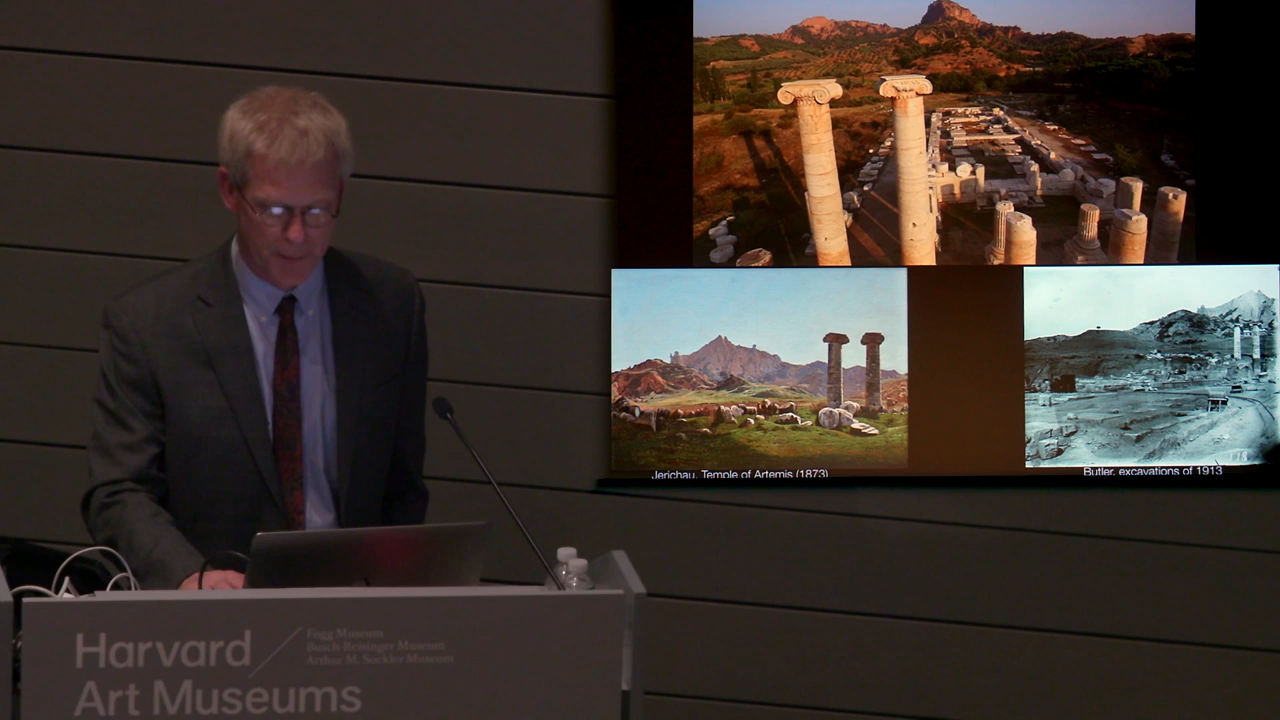 Jerichau, Temple of Artemis (1873)
Butler, excavations of 1913
Harvard
Art Museums
Fogg Museum
Busch-Reisinger Museum
Arthur M. Sackler Museum